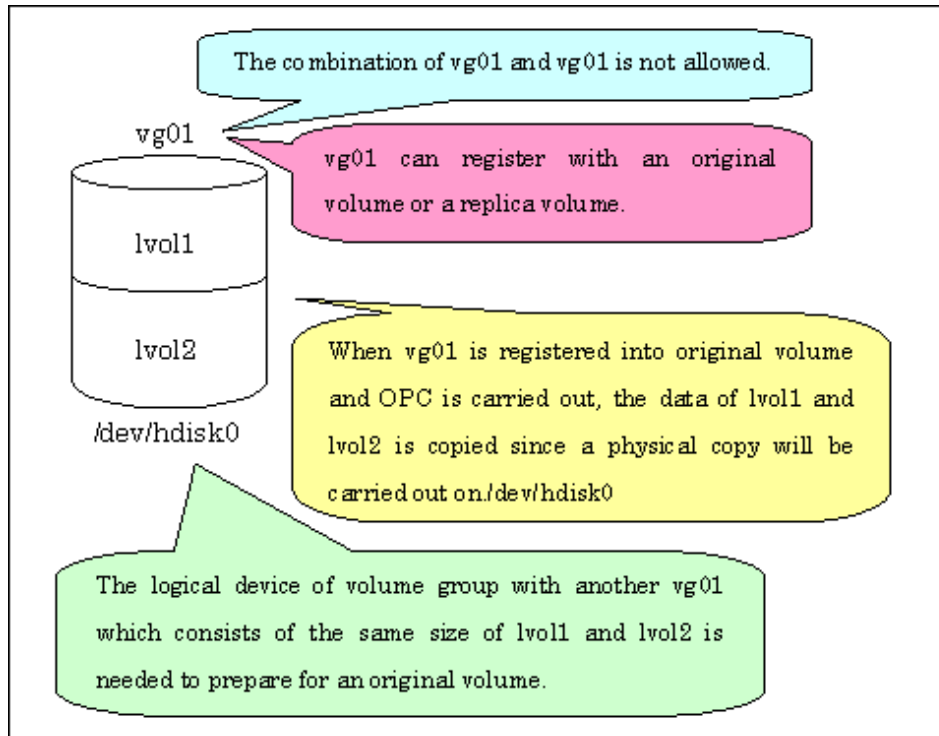 The combination of vg01 and vg01 is not allowed.
vg01
vg01 can register with an original
volume or a replica volume.
lvol1
lvol2
When vg01 is registered into original volume
and OPC is carried out, the data of lvol1 and
lvol2 is copied since a physical copy will be
carried out on./dev/hdisk0
/dev/hdisk0
The logical device of volume group with another vg01
which consists of the same size of lvol1 and lvol2 is
needed to prepare for an original volume.